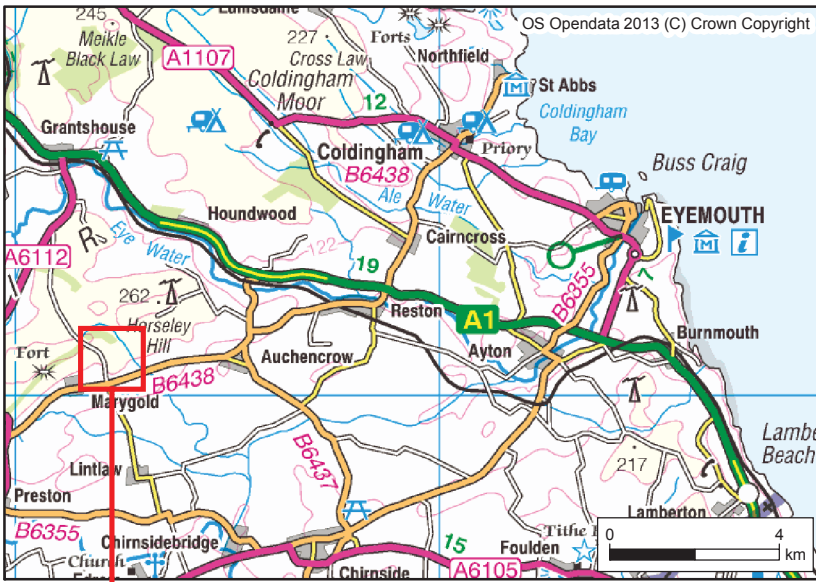 Lumsdaine
OS Opendata 2013 (C) Crown Copyright
245
Meikle
Black Law
A1107
227
Cross Law
Forts
Northfield
St Abbs
Coldingham
Moor
12
Coldingham
Bay
Grantshouse
Coldingham
Priory
B6438
Buss Craig
Ale Water
Houndwood
EYEMOUTH
Eye Water
122
Cairncross
A6112
R
19
B6355
7
262
Horseley
Hill
Reston
A1
Burnmouth
Fort
Auchencrow
Ayton
B6438
Marygold
B6437
Lintlaw
217
Preston
Lamberton
B6355
Chirnsidebridge
0
4
km
Church
15
Foulden
Chirnside
A6105